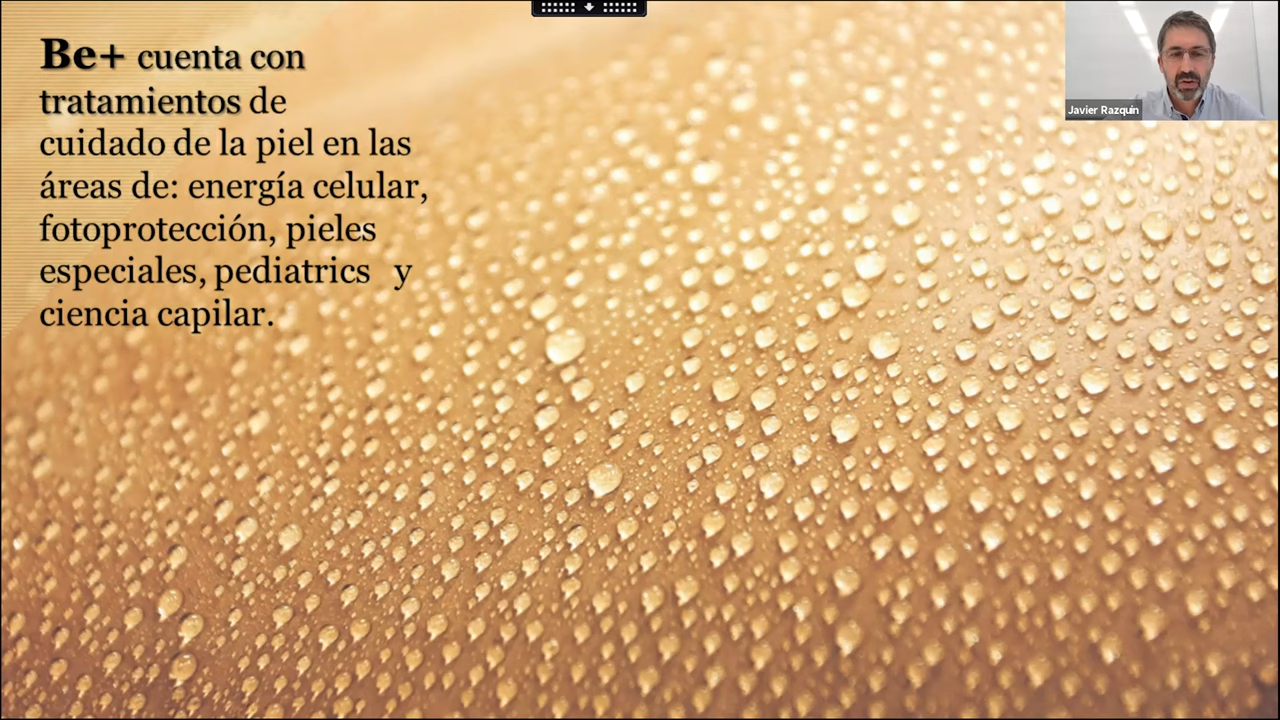 Be+ cuenta con
tratamientos de
cuidado de la piel en las
áreas de: energía celular,
fotoprotección, pieles
especiales, pediatrics y
ciencia capilar.
Javier Razquin